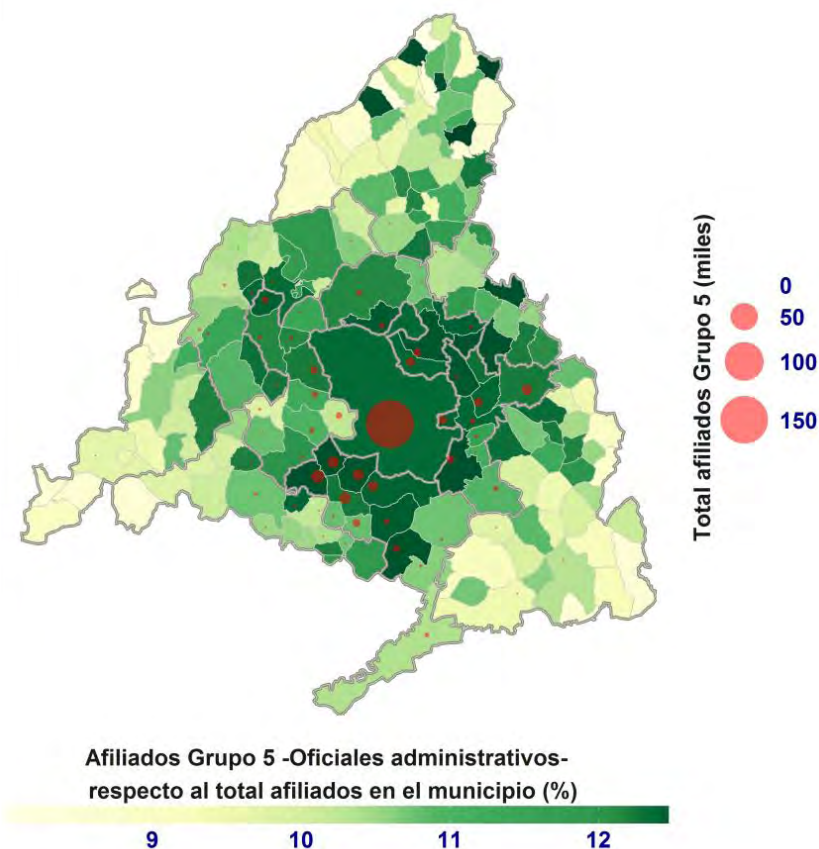 Total afiliados Grupo 5 (miles)
0
50
100
150
Afiliados Grupo 5 -Oficiales administrativos-
respecto al total afiliados en el municipio (%)
9 10 11 12